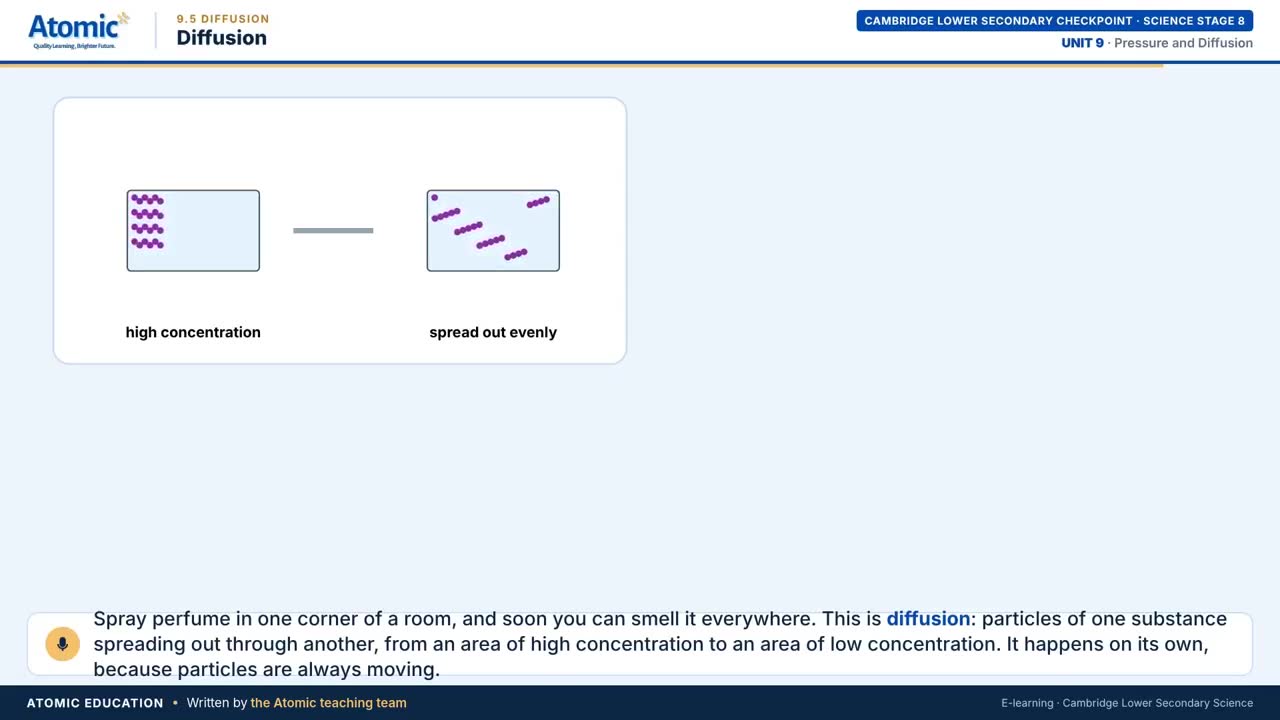 Atomic
Quality Learning, Brighter Future.
9.5 DIFFUSION
Diffusion
CAMBRIDGE LOWER SECONDARY CHECKPOINT · SCIENCE STAGE 8
UNIT 9 · Pressure and Diffusion
high concentration
spread out evenly
Spray perfume in one corner of a room, and soon you can smell it everywhere. This is diffusion: particles of one substance
spreading out through another, from an area of high concentration to an area of low concentration. It happens on its own,
because particles are always moving.
ATOMIC EDUCATION • Written by the Atomic teaching team
E-learning · Cambridge Lower Secondary Science